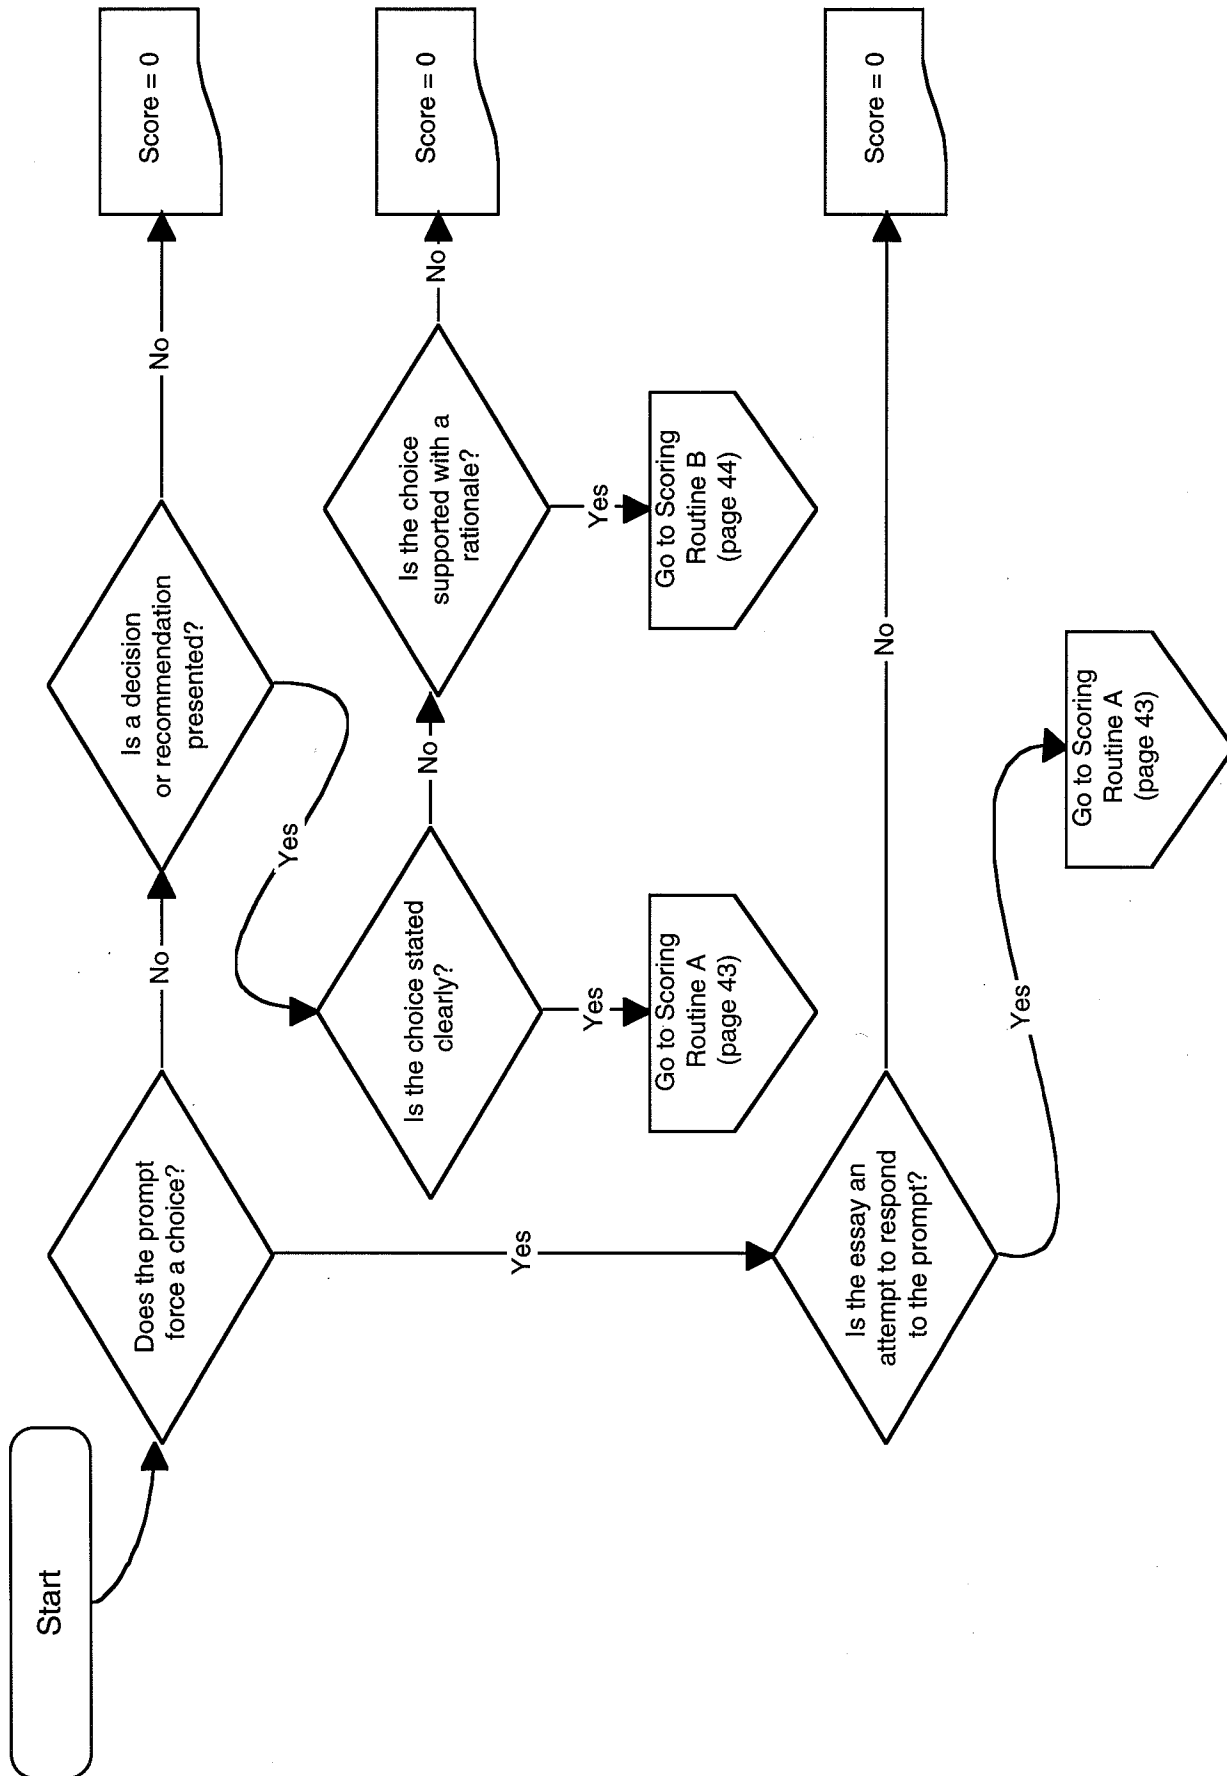 Start
Does the prompt
force a choice?
No
Is a decision
or recommendation
presented?
No
Score = 0
Yes
Is the choice stated
clearly?
No
Is the choice
supported with a
rationale?
No
Score = 0
Yes
Go to Scoring
Routine A
(page 43)
Yes
Go to Scoring
Routine B
(page 44)
Yes
Is the essay an
attempt to respond
to the prompt?
No
Score = 0
Yes
Go to Scoring
Routine A
(page 43)